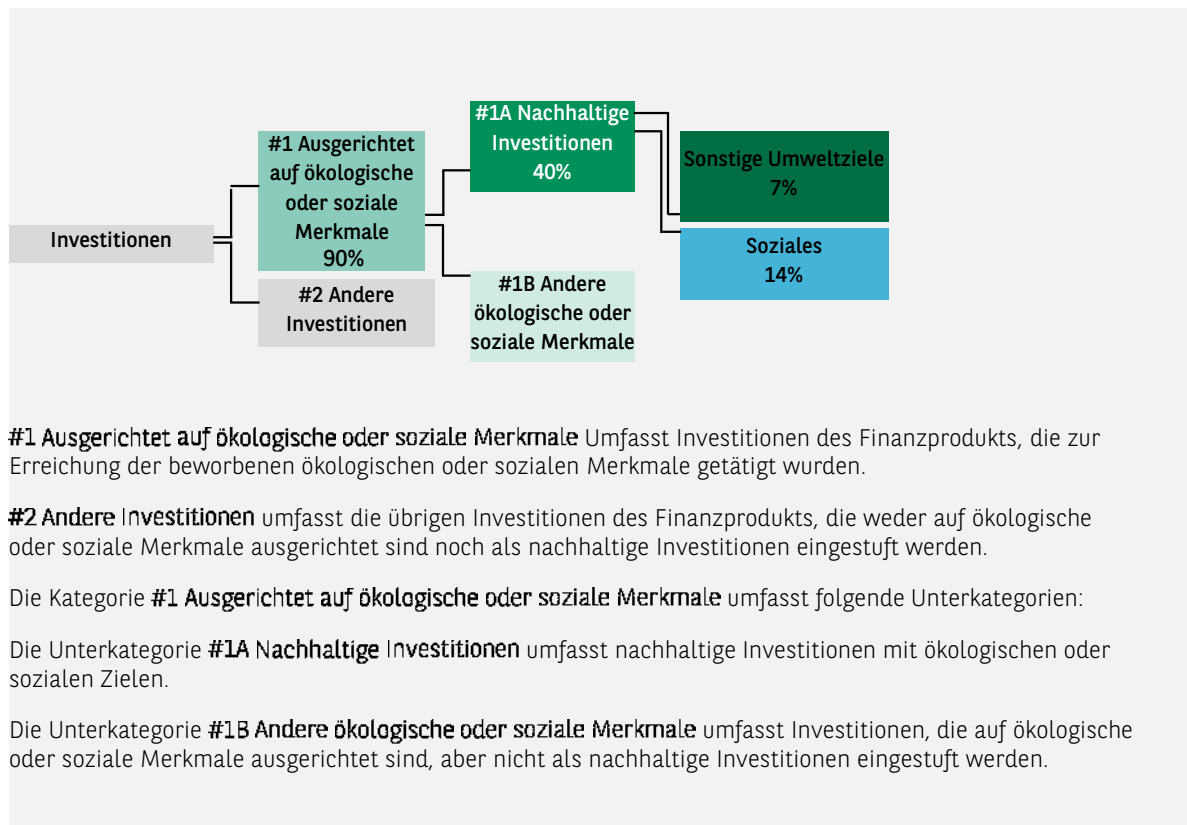 #1A Nachhaltige
Investitionen
40%
#1 Ausgerichtet
auf ökologische
oder soziale
Merkmale
90%
Sonstige Umweltziele
7%
Investitionen
Soziales
14%
#2 Andere
Investitionen
#1B Andere
ökologische oder
soziale Merkmale
#1 Ausgerichtet auf ökologische oder soziale Merkmale Umfasst Investitionen des Finanzprodukts, die zur
Erreichung der beworbenen ökologischen oder sozialen Merkmale getätigt wurden.
#2 Andere Investitionen umfasst die übrigen Investitionen des Finanzprodukts, die weder auf ökologische
oder soziale Merkmale ausgerichtet sind noch als nachhaltige Investitionen eingestuft werden.
Die Kategorie #1 Ausgerichtet auf ökologische oder soziale Merkmale umfasst folgende Unterkategorien:
Die Unterkategorie #1A Nachhaltige Investitionen umfasst nachhaltige Investitionen mit ökologischen oder
sozialen Zielen.
Die Unterkategorie #1B Andere ökologische oder soziale Merkmale umfasst Investitionen, die auf ökologische
oder soziale Merkmale ausgerichtet sind, aber nicht als nachhaltige Investitionen eingestuft werden.